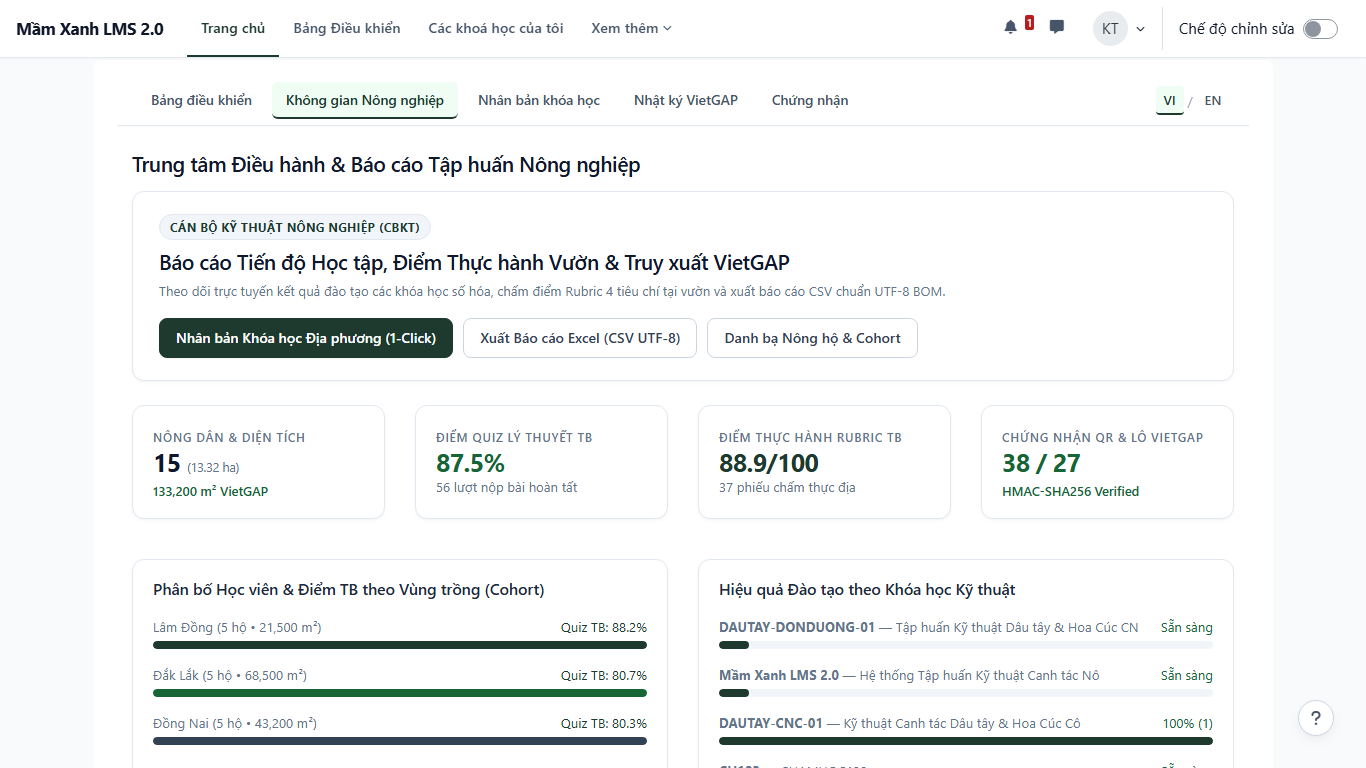 Mầm Xanh LMS 2.0
Trang chủ
Bảng Điều khiển
Các khoá học của tôi
Xem thêm
1
KT
Chế độ chỉnh sửa
Bảng điều khiển
Không gian Nông nghiệp
Nhân bản khóa học
Nhật ký VietGAP
Chứng nhận
VI / EN
Trung tâm Điều hành & Báo cáo Tập huấn Nông nghiệp
CÁN BỘ KỸ THUẬT NÔNG NGHIỆP (CBKT)
Báo cáo Tiến độ Học tập, Điểm Thực hành Vườn & Truy xuất VietGAP
Theo dõi trực tuyến kết quả đào tạo các khóa học số hóa, chấm điểm Rubric 4 tiêu chí tại vườn và xuất báo cáo CSV chuẩn UTF-8 BOM.
Nhân bản Khóa học Địa phương (1-Click)
Xuất Báo cáo Excel (CSV UTF-8)
Danh bạ Nông hộ & Cohort
NÔNG DÂN & DIỆN TÍCH
15 (13.32 ha)
133,200 m² VietGAP
ĐIỂM QUIZ LÝ THUYẾT TB
87.5%
56 lượt nộp bài hoàn tất
ĐIỂM THỰC HÀNH RUBRIC TB
88.9/100
37 phiếu chấm thực địa
CHỨNG NHẬN QR & LÔ VIETGAP
38 / 27
HMAC-SHA256 Verified
Phân bố Học viên & Điểm TB theo Vùng trồng (Cohort)
Lâm Đồng (5 hộ • 21,500 m²)
Quiz TB: 88.2%
Đắk Lắk (5 hộ • 68,500 m²)
Quiz TB: 80.7%
Đồng Nai (5 hộ • 43,200 m²)
Quiz TB: 80.3%
Hiệu quả Đào tạo theo Khóa học Kỹ thuật
DAUTAY-DONDUONG-01 — Tập huấn Kỹ thuật Dâu tây & Hoa Cúc CN
Sẵn sàng
Mầm Xanh LMS 2.0 — Hệ thống Tập huấn Kỹ thuật Canh tác Nô
Sẵn sàng
DAUTAY-CNC-01 — Kỹ thuật Canh tác Dâu tây & Hoa Cúc Cô
100% (1)
?